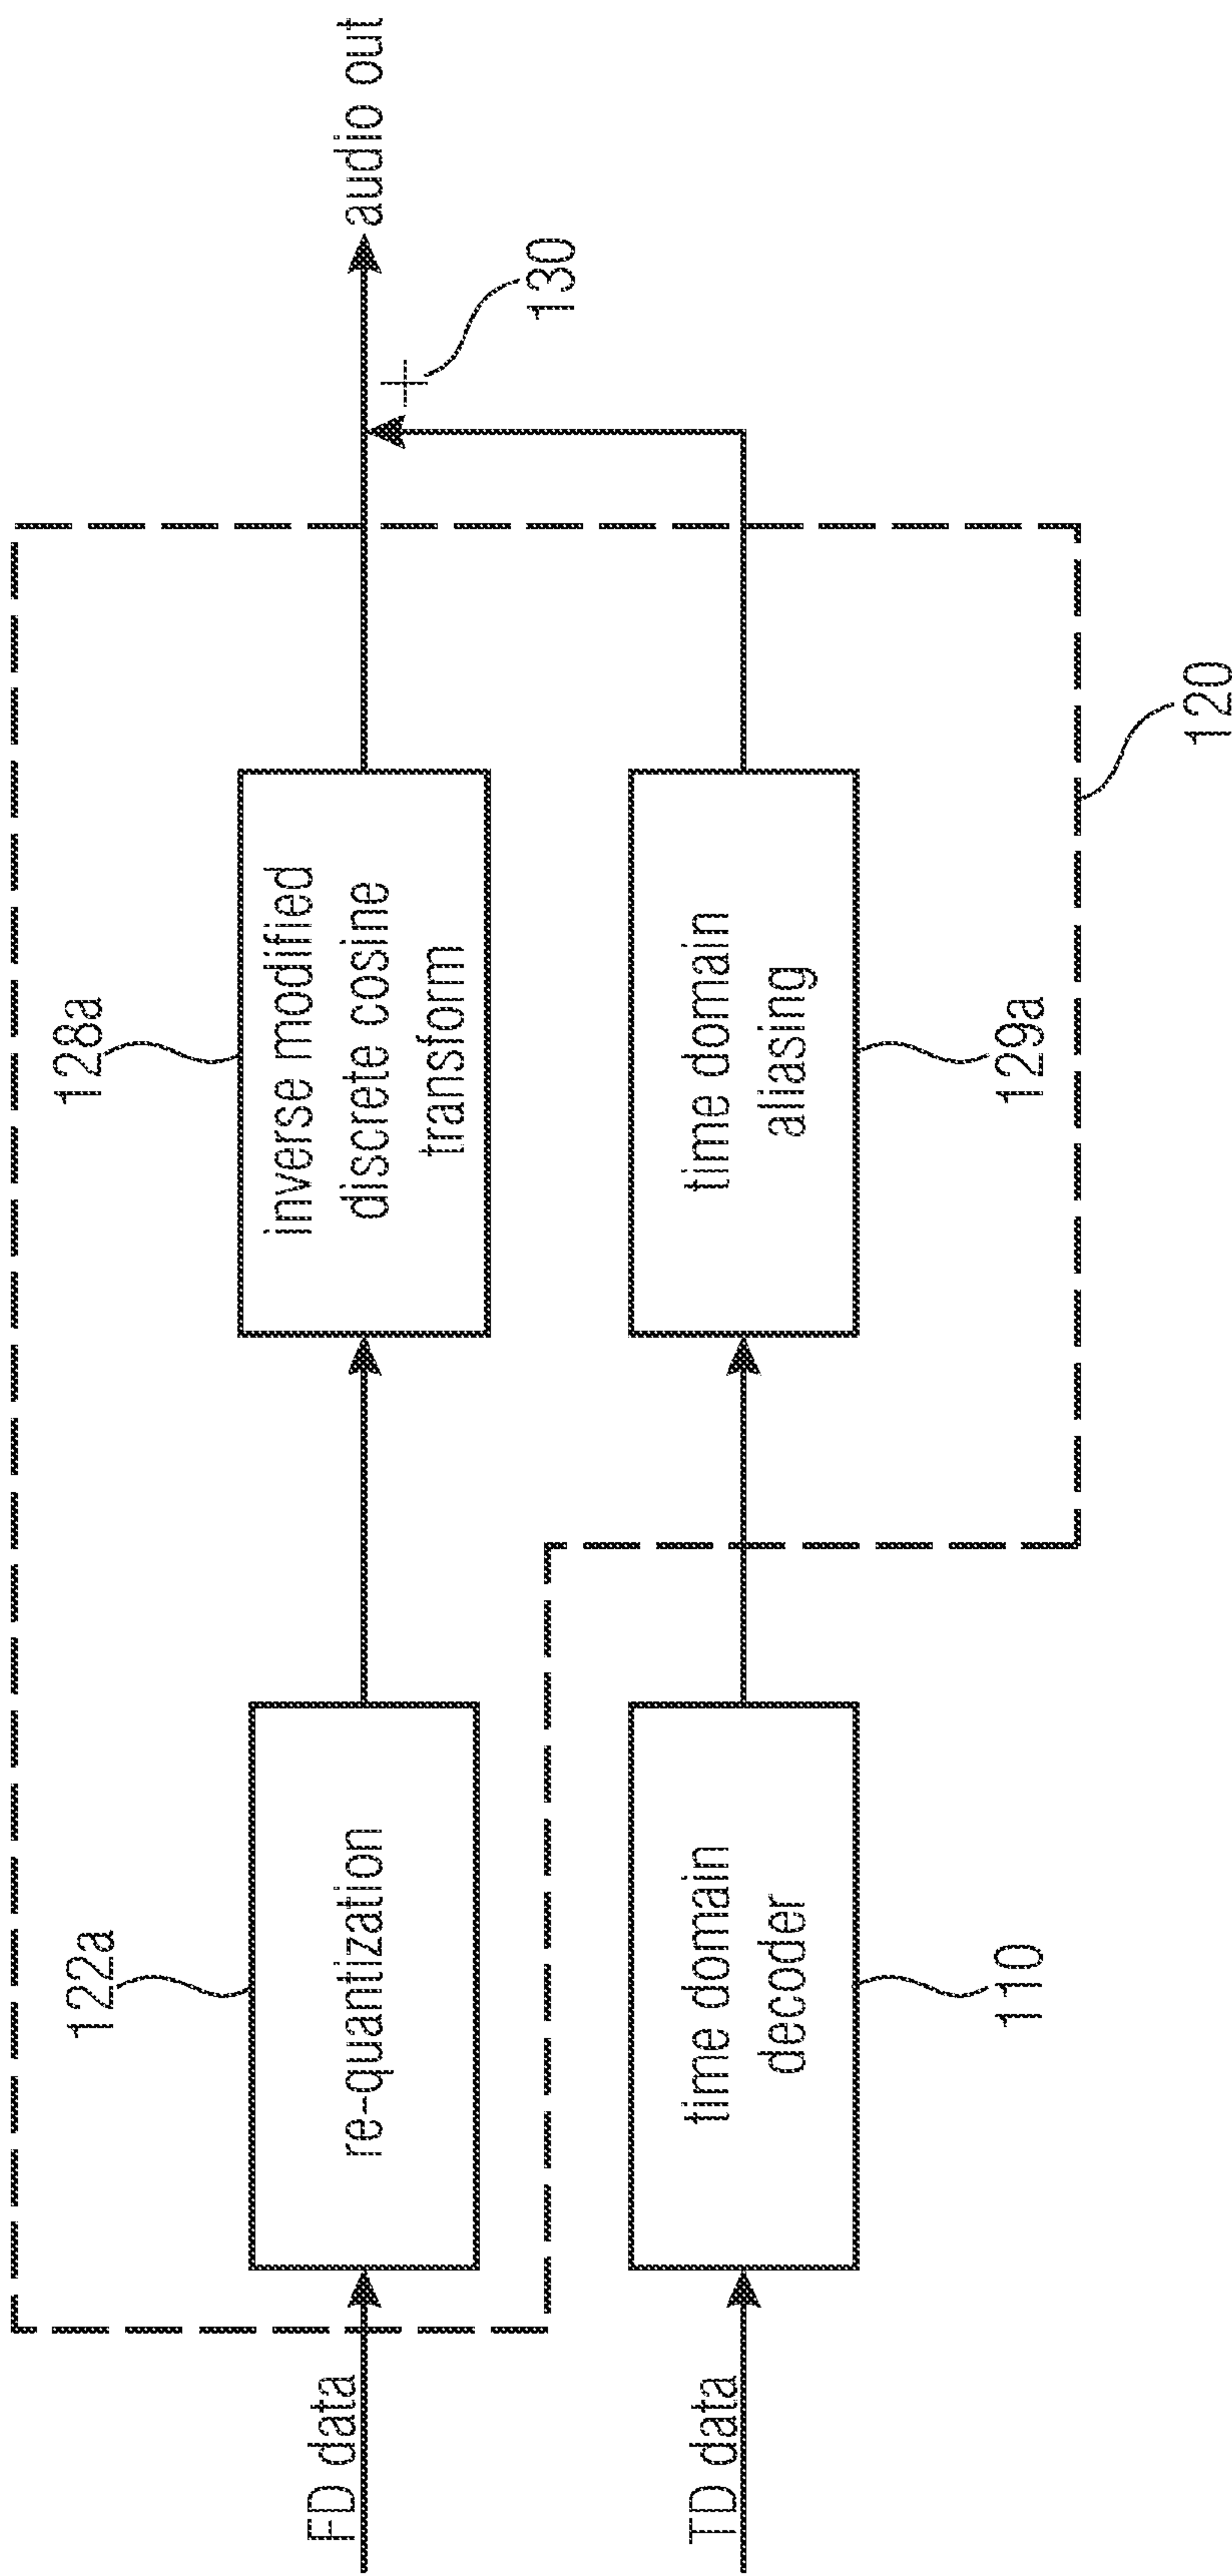 122a
128a
FD data
re-quantization
inverse modified
discrete cosine
transform
audio out
+
130
TD data
time domain
decoder
time domain
aliasing
110
129a
120